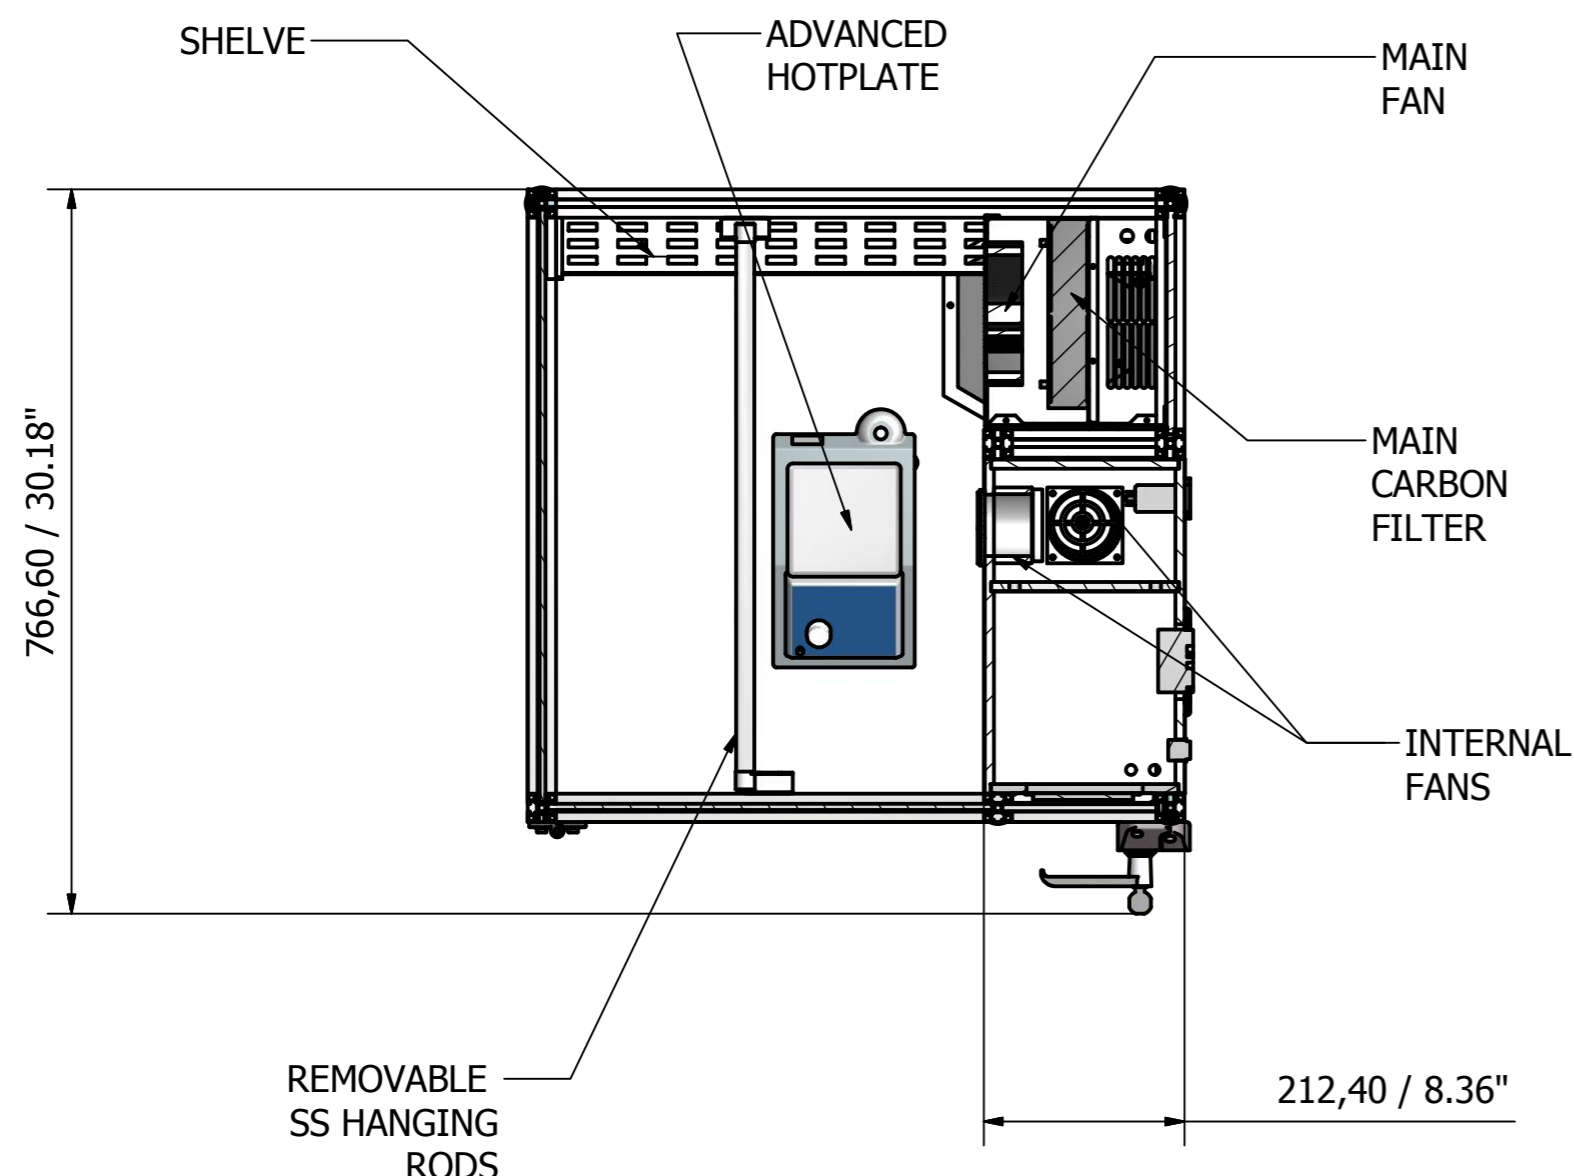 SHELVE
ADVANCED
HOTPLATE
MAIN
FAN
766,60 / 30.18"
MAIN
CARBON
FILTER
INTERNAL
FANS
REMOVABLE
SS HANGING
RODS
212,40 / 8.36"